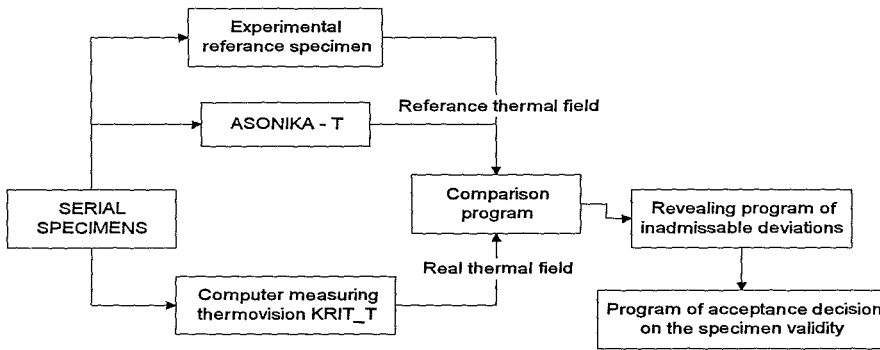 Experimental
referance specimen
Referance thermal field
ASONIKA - T
Comparison
program
SERIAL
SPECIMENS
Revealing program of
inadmissable deviations
Real thermal field
Computer measuring
thermovision KRIT_T
Program of acceptance decision
on the specimen validity